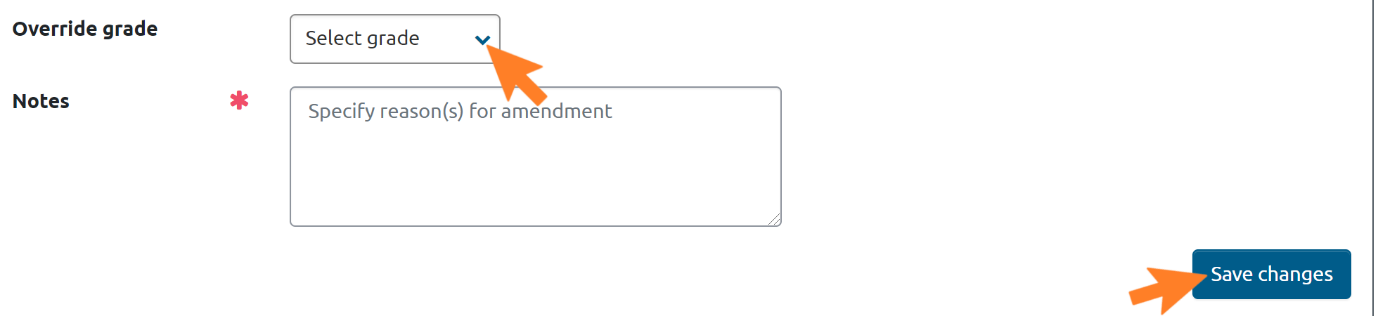 Override grade
Select grade
Notes
Specify reason(s) for amendment
Save changes